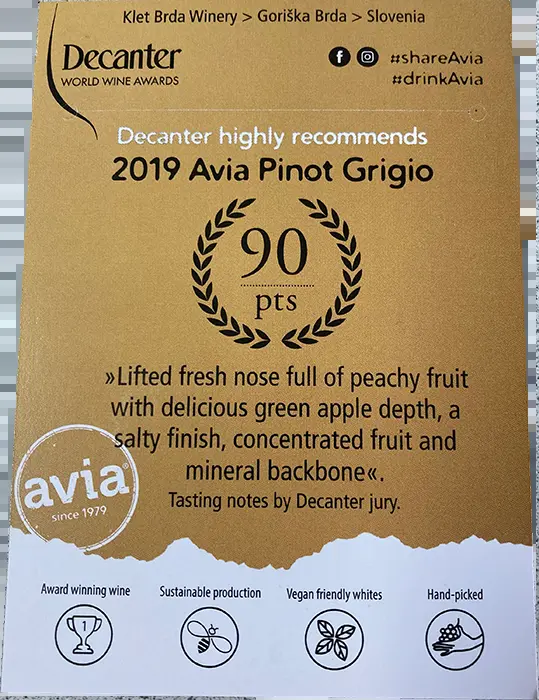 Klet Brda Winery > Goriška Brda > Slovenia
Decanter
WORLD WINE AWARDS
#shareAvia
#drinkAvia
Decanter highly recommends
2019 Avia Pinot Grigio
90
pts
»Lifted fresh nose full of peachy fruit
with delicious green apple depth, a
salty finish, concentrated fruit and
mineral backbone«.
Tasting notes by Decanter jury.
avia®
since 1979
Award winning wine
Sustainable production
Vegan friendly whites
Hand-picked
1